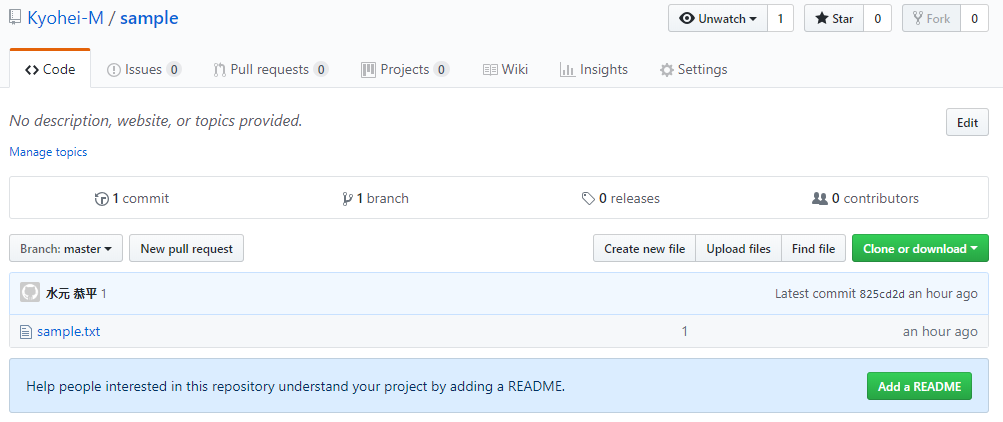 Kyohei-M / sample
Unwatch 1 Star 0 Fork 0
Code Issues 0 Pull requests 0 Projects 0 Wiki Insights Settings
No description, website, or topics provided. Edit
Manage topics
1 commit 1 branch 0 releases 0 contributors
Branch: master New pull request Create new file Upload files Find file Clone or download
水元 恭平 1 Latest commit 825cd2d an hour ago
sample.txt 1 an hour ago
Help people interested in this repository understand your project by adding a README. Add a README